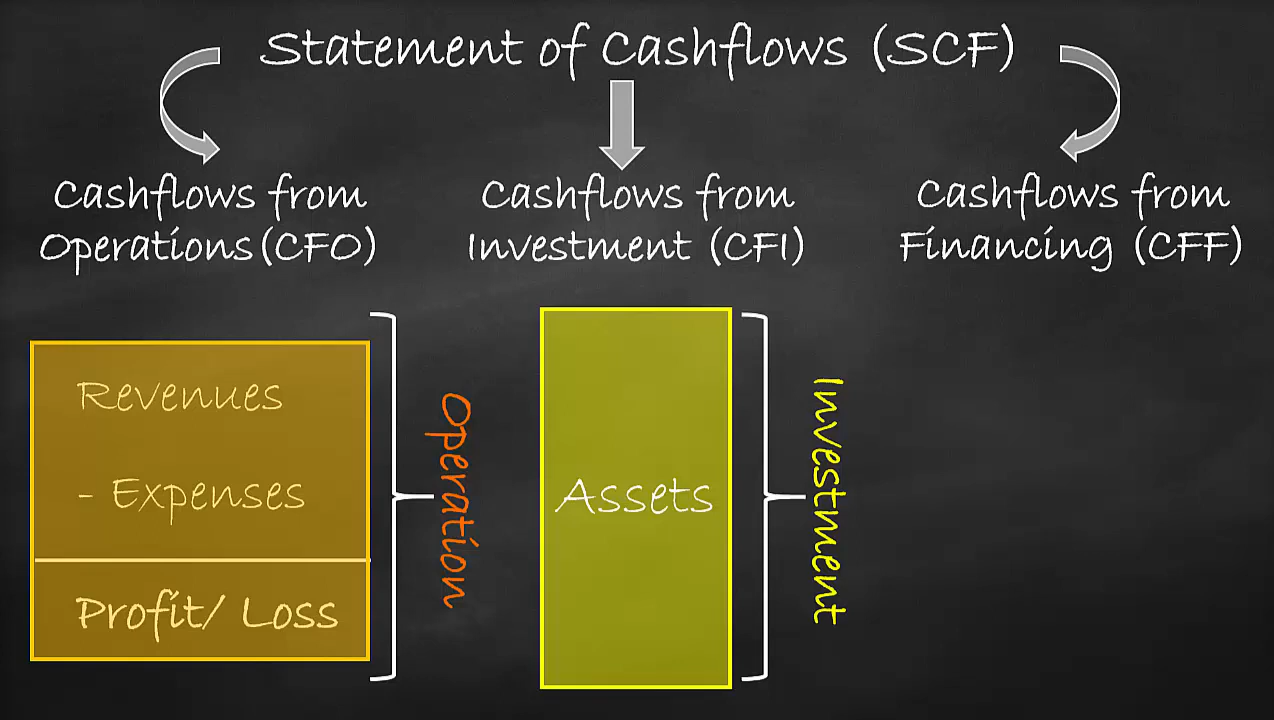 Statement of Cashflows (SCF)
Cashflows from
Operations(CFO)
Cashflows from
Investment (CFI)
Cashflows from
Financing (CFF)
Revenues
- Expenses
Profit/ Loss
Operation
Assets
Investment